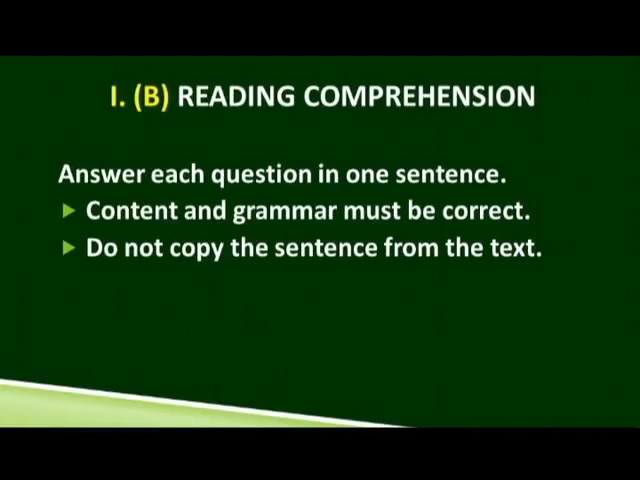 I. (B) READING COMPREHENSION
Answer each question in one sentence.
Content and grammar must be correct.
Do not copy the sentence from the text.